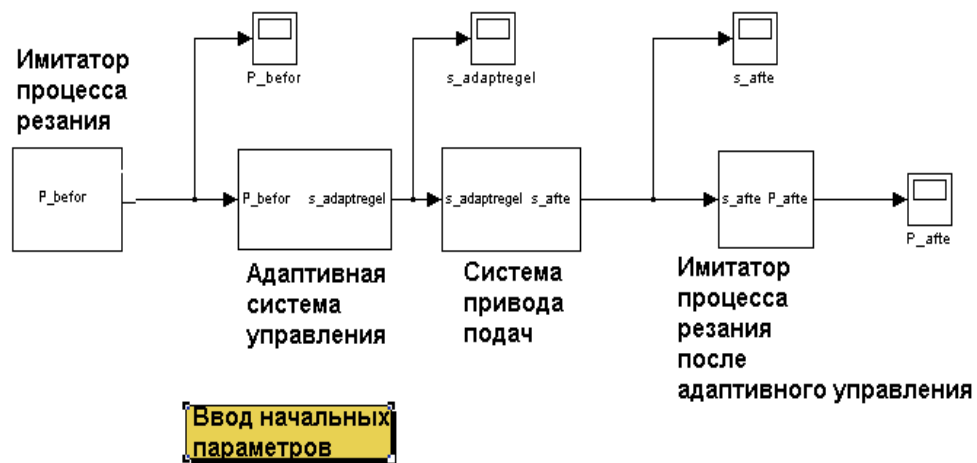 Имитатор
процесса
резания
P_befor
s_adaptregel
s_afte
P_befor
P_befor s_adaptregel
s_adaptregel s_afte
s_afte P_afte
P_afte
Адаптивная
система
управления
Система
привода
подач
Имитатор
процесса
резания
после
адаптивного управления
Ввод начальных
параметров